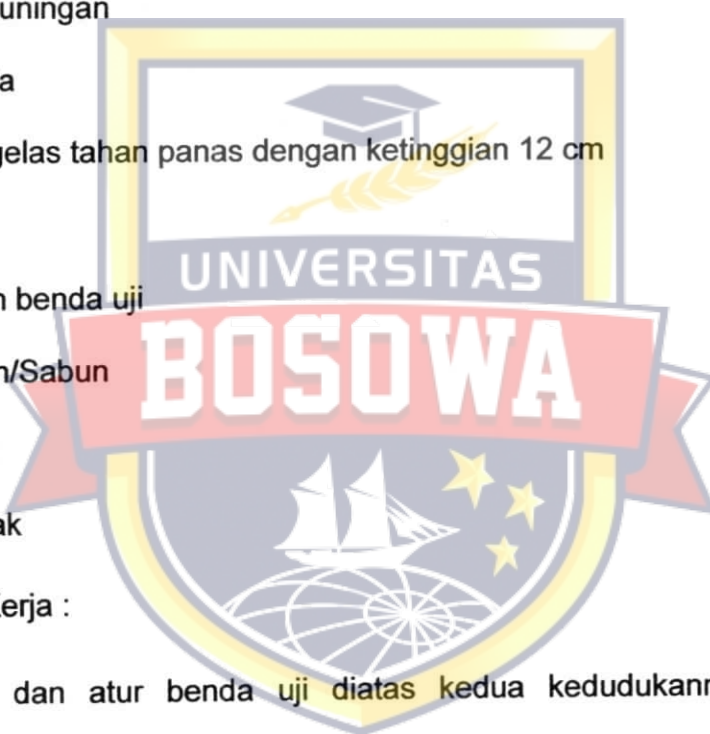 uningan
a
gelas tahan panas dengan ketinggian 12 cm
UNIVERSITAS
n benda uji
BOSOWA
n/Sabun
ak
Kerja :
dan atur benda uji diatas kedua kedudukann